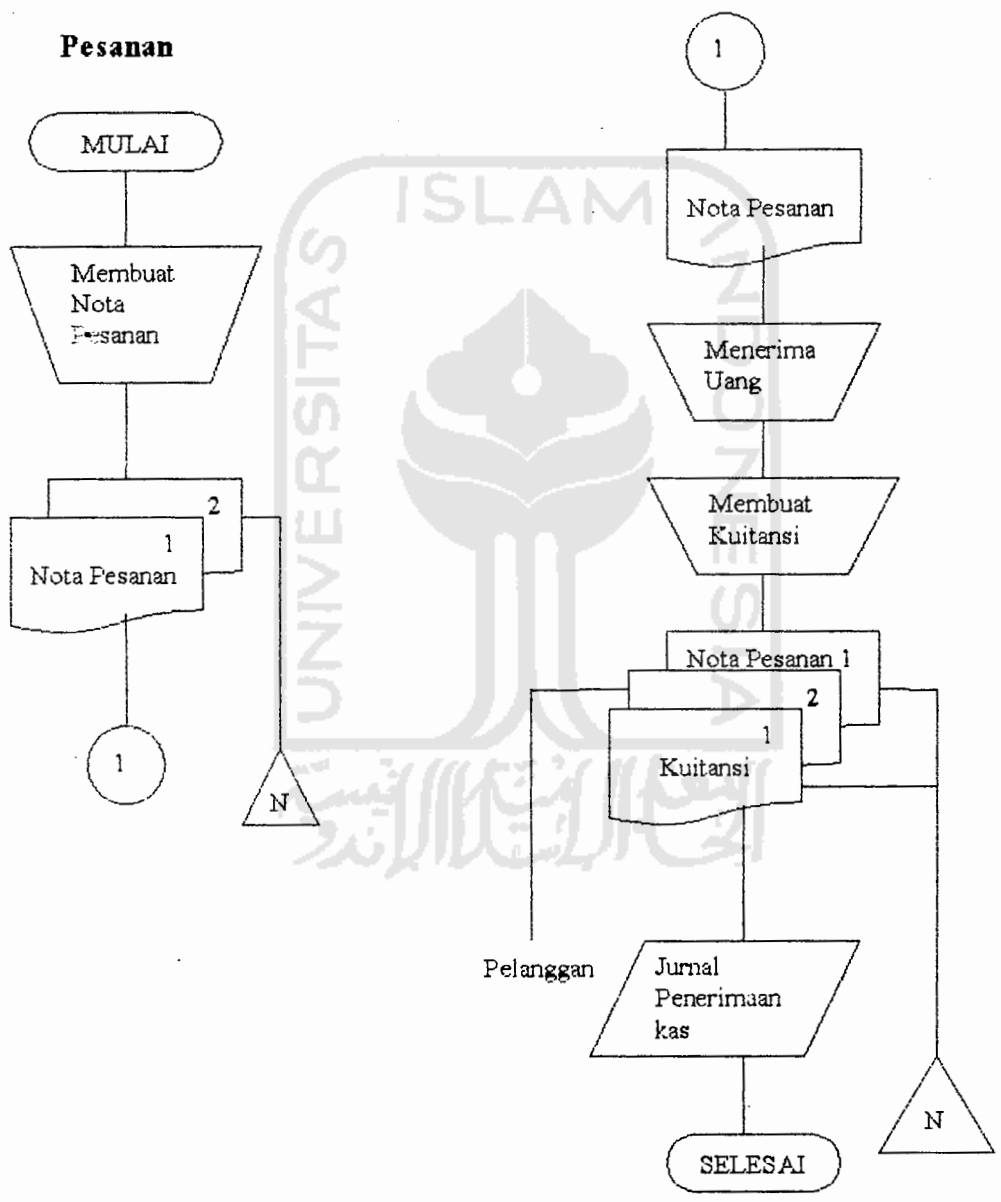 Pesanan
MULAI
Membuat
Nota
Pesanan
2
1
Nota Pesanan
1
N
1
Nota Pesanan
Menerima
Uang
Membuat
Kuitansi
Nota Pesanan 1
2
1
Kuitansi
Pelanggan
Jurnal
Penerimaan
kas
N
SELESAI
UNIVERSITAS
ISLAM
INDONESIA